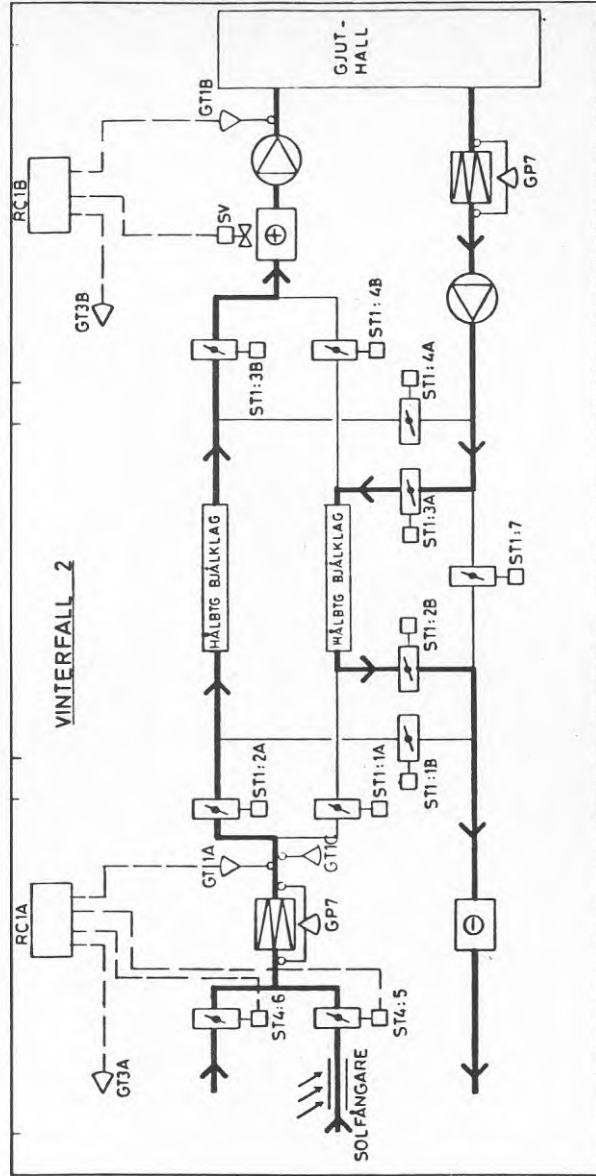 VINTERFALL 2
RC1A
RC1B
GT3A
GT3B
GT1A
GT1C
GT1B
SV
ST4:6
ST4:5
SOLFÅNGARE
GP7
ST1:2A
ST1:1A
ST1:1B
ST1:2B
HÅLBTG BJÄLKLAG
HÅLBTG BJÄLKLAG
ST1:3B
ST1:4B
ST1:3A
ST1:4A
ST1:7
GP7
GJUT-
HALL